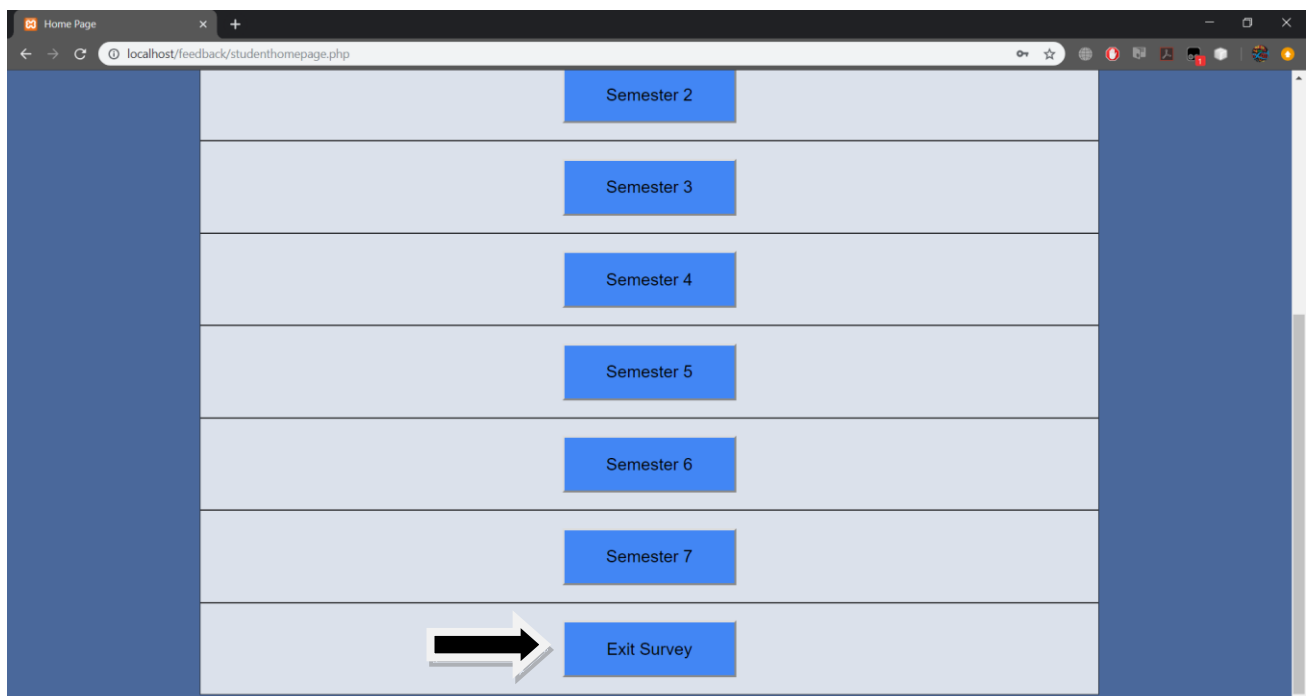 Home Page
localhost/feedback/studenthomepage.php
1
Semester 2
Semester 3
Semester 4
Semester 5
Semester 6
Semester 7
Exit Survey